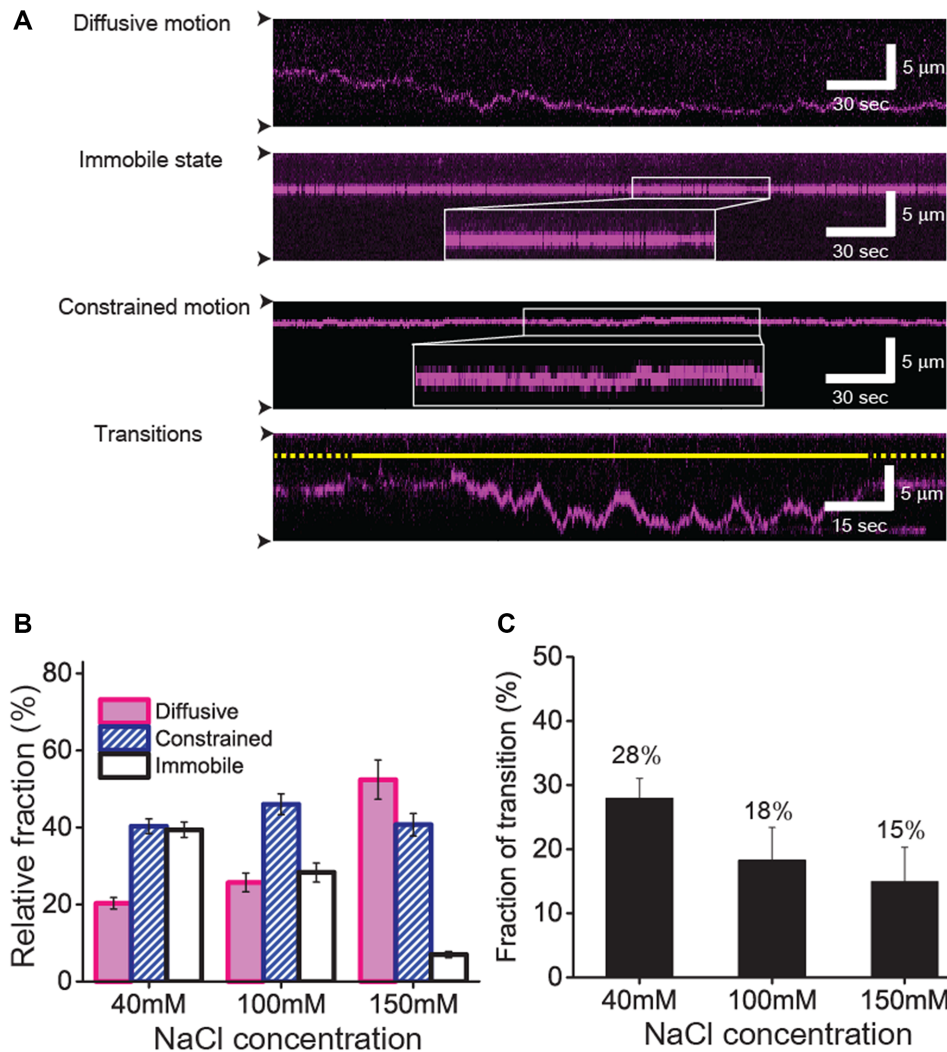 A
Diffusive motion
5 μm
30 sec
Immobile state
5 μm
30 sec
Constrained motion
5 μm
30 sec
Transitions
5 μm
15 sec
B
Relative fraction (%)
80
60
40
20
0
Diffusive
Constrained
Immobile
40mM
100mM
150mM
NaCl concentration
C
Fraction of transition (%)
50
40
30
20
10
0
28%
18%
15%
40mM
100mM
150mM
NaCl concentration